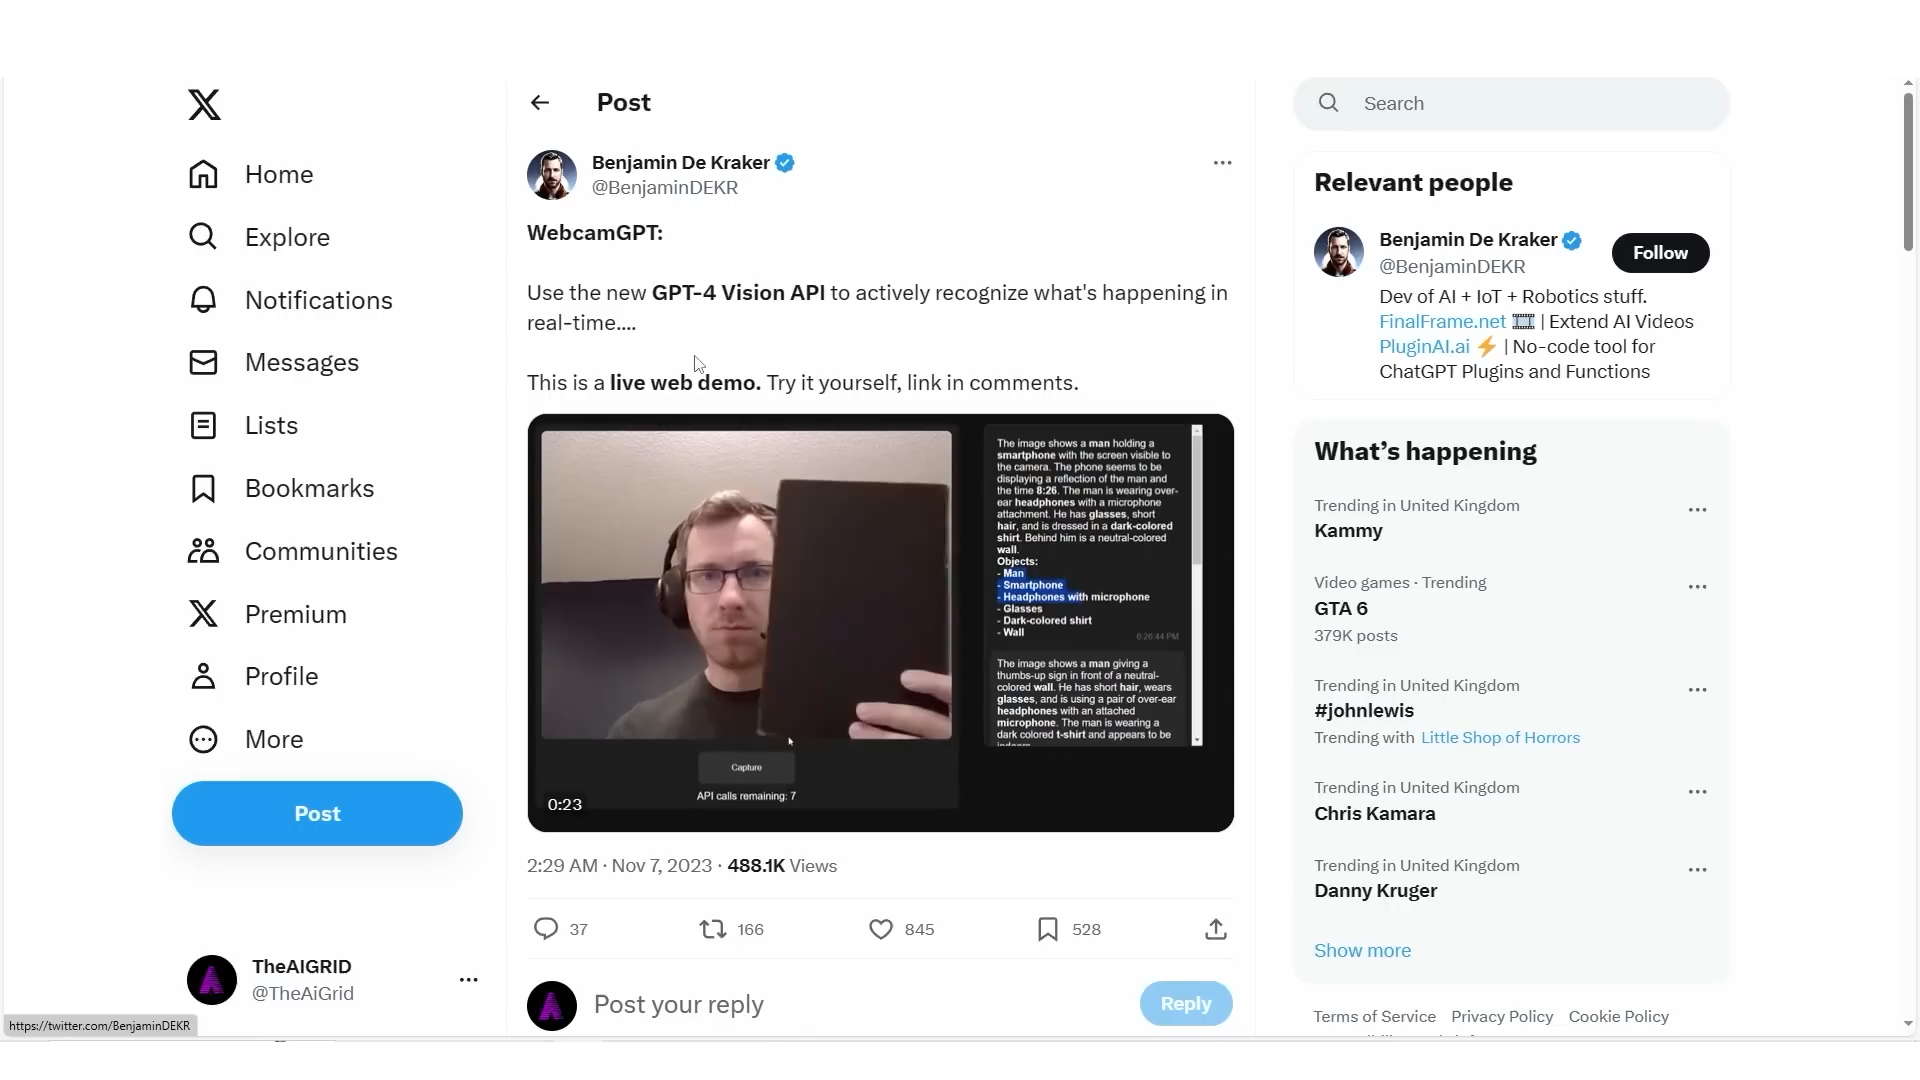 Home
Explore
Notifications
Messages
Lists
Bookmarks
Communities
Premium
Profile
More
Post
TheAIGRID
@TheAiGrid
https://twitter.com/BenjaminDEKR
Post
Benjamin De Kraker
@BenjaminDEKR
WebcamGPT:
Use the new GPT-4 Vision API to actively recognize what's happening in
real-time....
This is a live web demo. Try it yourself, link in comments.
The image shows a man holding a
smartphone with the screen visible to
the camera. The phone seems to be
displaying a reflection of the man and
the time 8:26. The man is wearing over-
ear headphones with a microphone
attachment. He has glasses, short
hair, and is dressed in a dark-colored
shirt. Behind him is a neutral-colored
wall.
Objects:
- Man
- Smartphone
- Headphones with microphone
- Glasses
- Dark-colored shirt
- Wall
6:26:44 PM
The image shows a man giving a
thumbs-up sign in front of a neutral-
colored wall. He has short hair, wears
glasses, and is using a pair of over-ear
headphones with an attached
microphone. The man is wearing a
dark colored t-shirt and appears to be
Capture
API calls remaining: 7
0:23
2:29 AM · Nov 7, 2023 · 488.1K Views
37
166
845
528
Post your reply
Reply
Search
Relevant people
Benjamin De Kraker
@BenjaminDEKR
Follow
Dev of AI + IoT + Robotics stuff.
FinalFrame.net | Extend AI Videos
PluginAI.ai | No-code tool for
ChatGPT Plugins and Functions
What's happening
Trending in United Kingdom
Kammy
Video games · Trending
GTA 6
379K posts
Trending in United Kingdom
#johnlewis
Trending with Little Shop of Horrors
Trending in United Kingdom
Chris Kamara
Trending in United Kingdom
Danny Kruger
Show more
Terms of Service Privacy Policy Cookie Policy